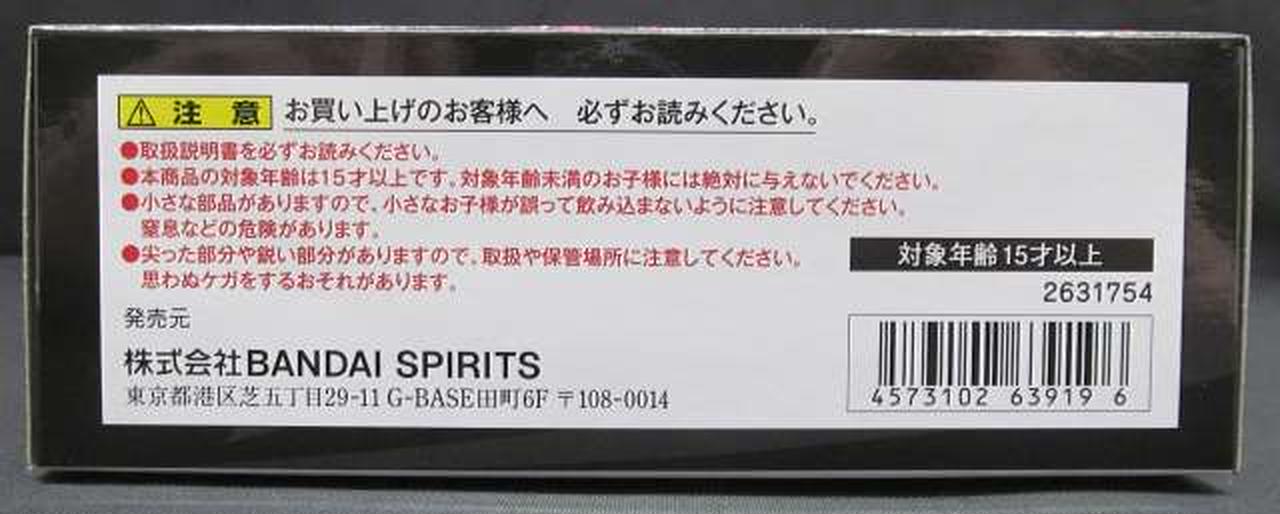 ⚠ 注 意 お買い上げのお客様へ 必ずお読みください。
●取扱説明書を必ずお読みください。
●本商品の対象年齢は15才以上です。対象年齢未満のお子様には絶対に与えないでください。
●小さな部品がありますので、小さなお子様が誤って飲み込まないように注意してください。
窒息などの危険があります。
●尖った部分や鋭い部分がありますので、取扱や保管場所に注意してください。
思わぬケガをするおそれがあります。
対象年齢15才以上
2631754
発売元
株式会社BANDAI SPIRITS
東京都港区芝五丁目29-11 G-BASE田町6F 〒108-0014
4573102 63919 6